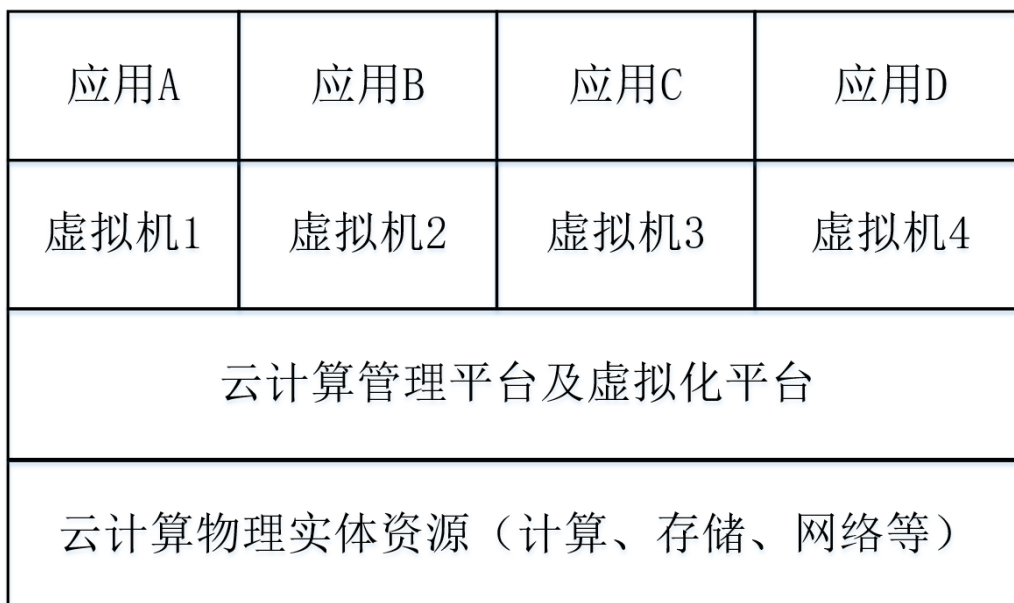 应用A 应用B 应用C 应用D
虚拟机1 虚拟机2 虚拟机3 虚拟机4
云计算管理平台及虚拟化平台
云计算物理实体资源（计算、存储、网络等）